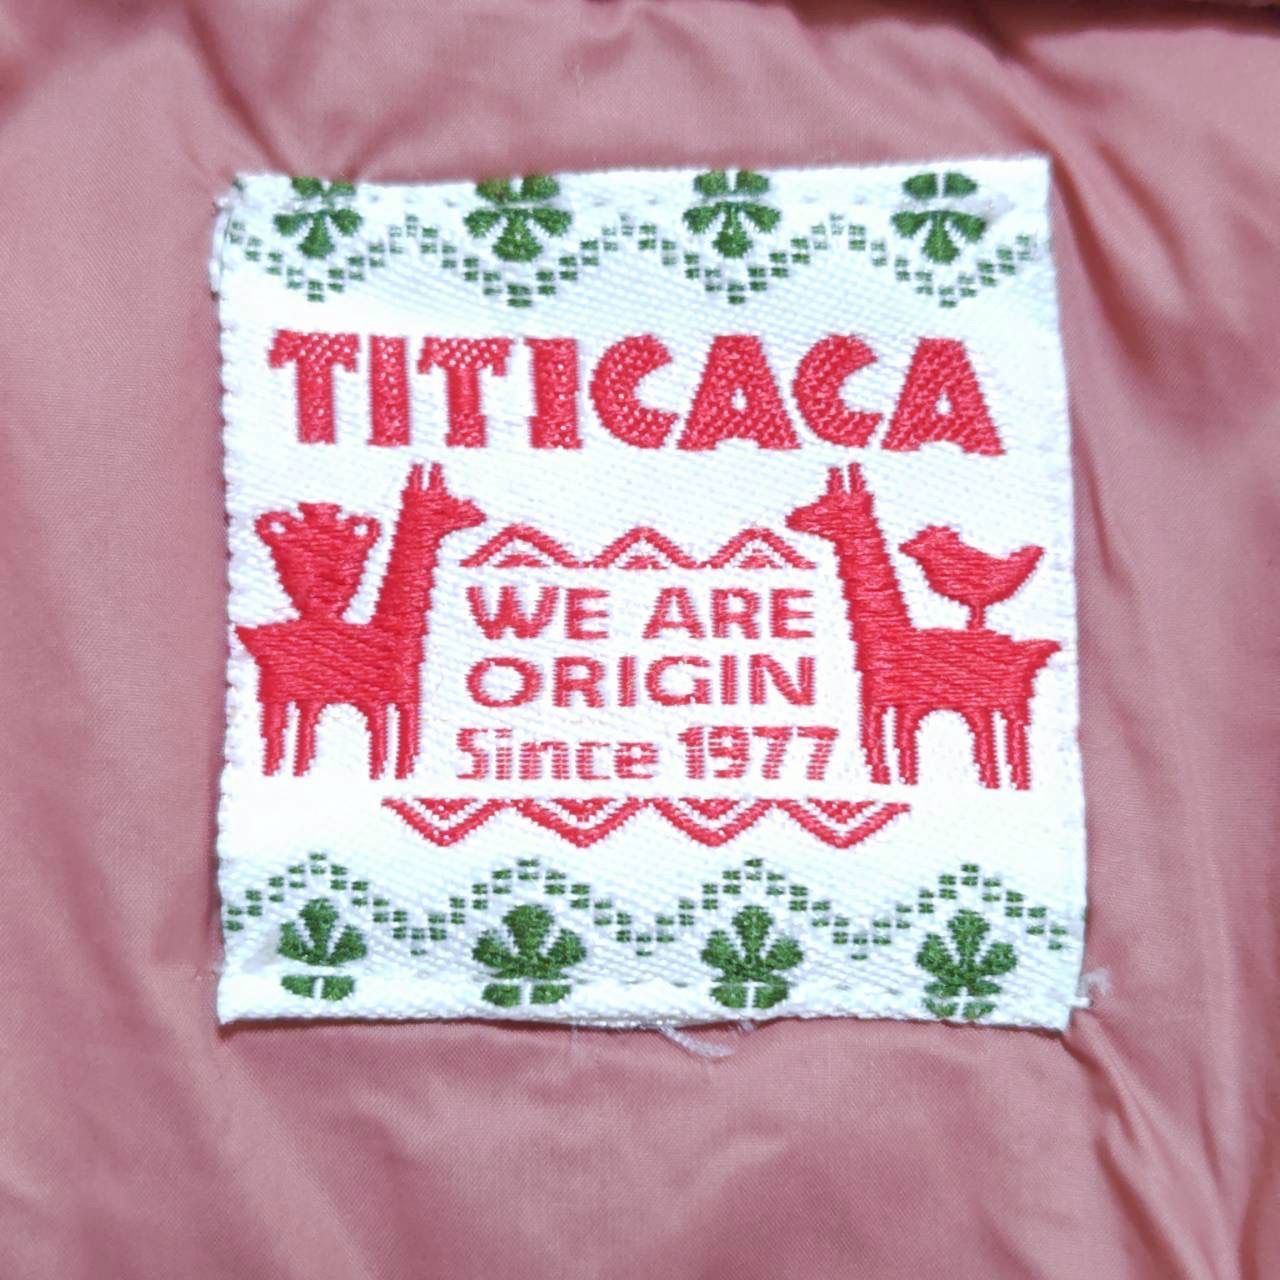 TITICACA
WE ARE
ORIGIN
Since 1977